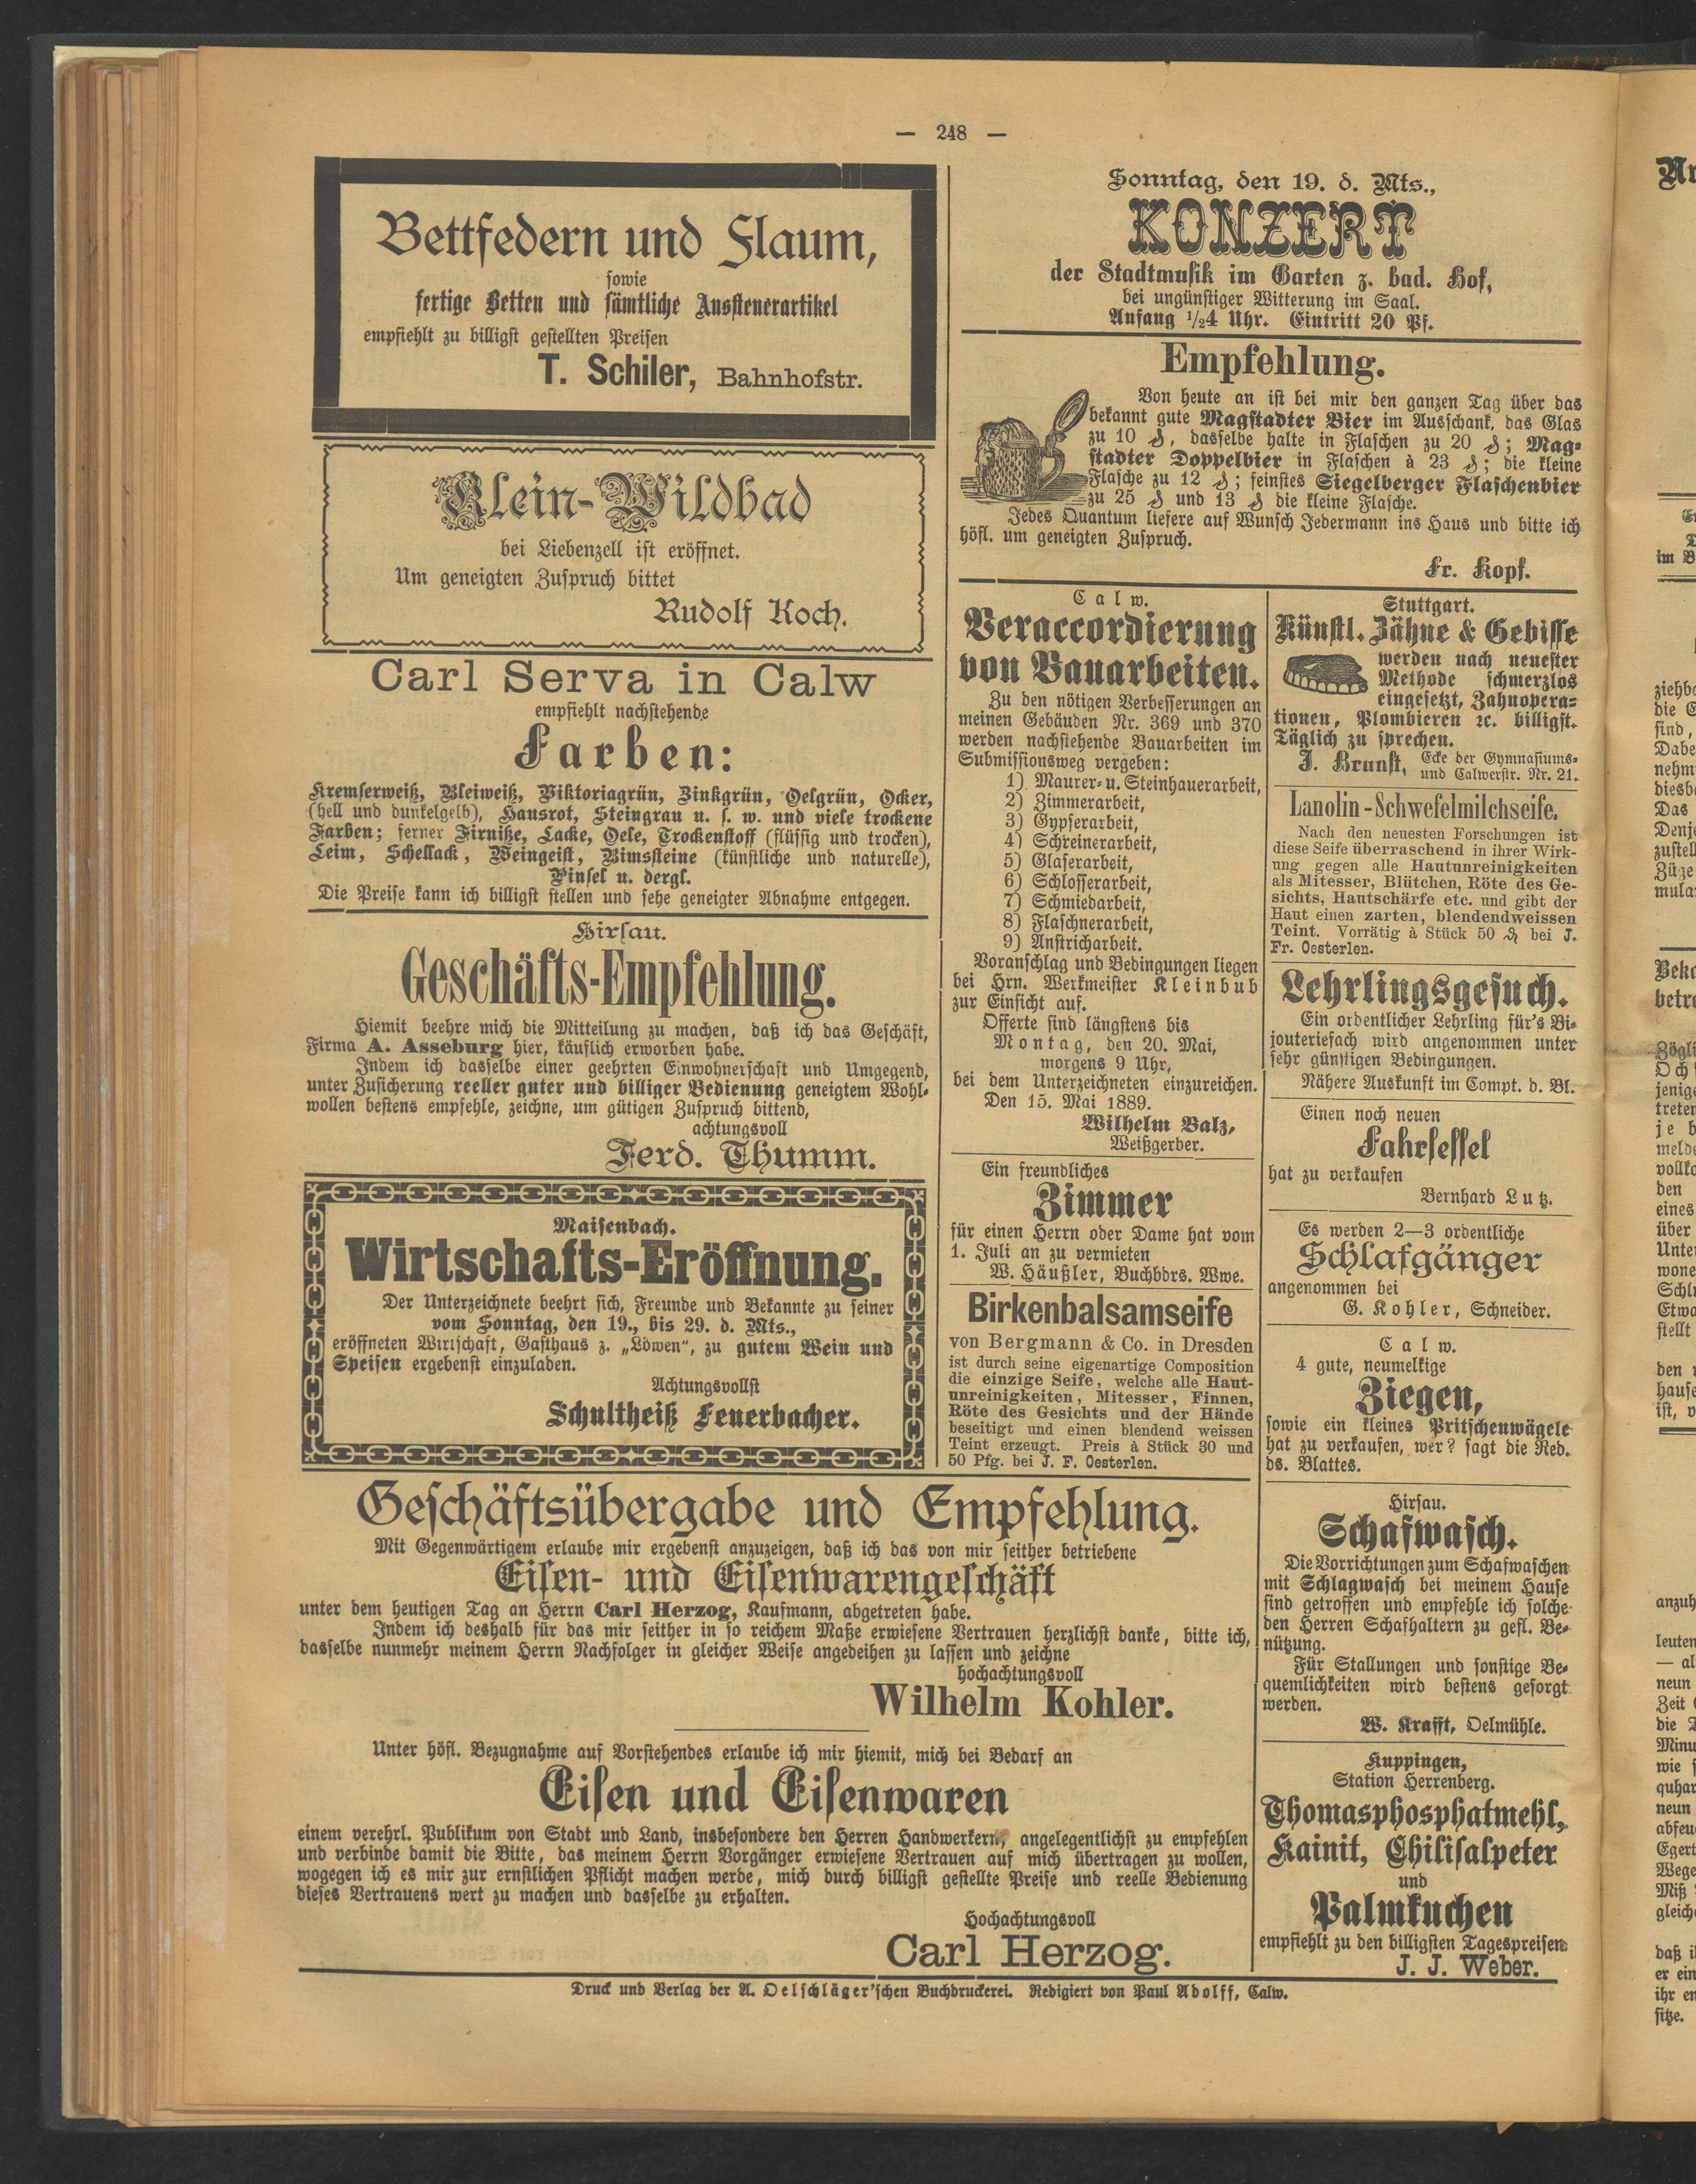 — 248 —
Bettfedern und Flaum,
sowie
fertige Betten und sämtliche Aussteuerartikel
empfiehlt zu billigst gestellten Preisen
T. Schiler, Bahnhofstr.
Klein-Wildbad
bei Liebenzell ist eröffnet.
Um geneigten Zuspruch bittet
Rudolf Koch.
Carl Serva in Calw
empfiehlt nachstehende
Farben:
Kremserweiß, Bleiweiß, Viktoriagrün, Zinkgrün, Oelgrün, Ocker,
(hell und dunkelgelb), Hausrot, Steingrau u. s. w. und viele trockene
Farben; ferner Firniße, Lacke, Oele, Trockenstoff (flüssig und trocken),
Leim, Schellack, Weingeist, Bimssteine (künstliche und naturelle),
Pinsel u. dergl.
Die Preise kann ich billigst stellen und sehe geneigter Abnahme entgegen.
Hirsau.
Geschäfts-Empfehlung.
Hiemit beehre mich die Mitteilung zu machen, daß ich das Geschäft,
Firma A. Asseburg hier, käuflich erworben habe.
Indem ich dasselbe einer geehrten Einwohnerschaft und Umgegend,
unter Zusicherung reeller guter und billiger Bedienung geneigtem Wohl-
wollen bestens empfehle, zeichne, um gütigen Zuspruch bittend,
achtungsvoll
Ferd. Thumm.
Maisenbach.
Wirtschafts-Eröffnung.
Der Unterzeichnete beehrt sich, Freunde und Bekannte zu seiner
vom Sonntag, den 19., bis 29. d. Mts.,
eröffneten Wirtschaft, Gasthaus z. „Löwen“, zu gutem Wein und
Speisen ergebenst einzuladen.
Achtungsvollst
Schultheiß Feuerbacher.
Sonntag, den 19. d. Mts.,
KONZERT
der Stadtmusik im Garten z. bad. Hof,
bei ungünstiger Witterung im Saal.
Anfang ½4 Uhr. Eintritt 20 Pf.
Empfehlung.
Von heute an ist bei mir den ganzen Tag über das
bekannt gute Magstadter Bier im Ausschank, das Glas
zu 10 ₰, dasselbe halte in Flaschen zu 20 ₰; Mag-
stadter Doppelbier in Flaschen à 23 ₰; die kleine
Flasche zu 12 ₰; feinstes Siegelberger Flaschenbier
zu 25 ₰ und 13 ₰ die kleine Flasche.
Jedes Quantum liefere auf Wunsch Jedermann ins Haus und bitte ich
höfl. um geneigten Zuspruch.
Fr. Kopf.
Calw.
Veraccordierung
von Bauarbeiten.
Zu den nötigen Verbesserungen an
meinen Gebäuden Nr. 369 und 370
werden nachstehende Bauarbeiten im
Submissionsweg vergeben:
1) Maurer- u. Steinhauerarbeit,
2) Zimmerarbeit,
3) Gypserarbeit,
4) Schreinerarbeit,
5) Glaserarbeit,
6) Schlosserarbeit,
7) Schmiedarbeit,
8) Flaschnerarbeit,
9) Anstricharbeit.
Voranschlag und Bedingungen liegen
bei Hrn. Werkmeister Kleinbub
zur Einsicht auf.
Offerte sind längstens bis
Montag, den 20. Mai,
morgens 9 Uhr,
bei dem Unterzeichneten einzureichen.
Den 15. Mai 1889.
Wilhelm Balz,
Weißgerber.
Ein freundliches
Zimmer
für einen Herrn oder Dame hat vom
1. Juli an zu vermieten
W. Häußler, Buchbdrs. Wwe.
Birkenbalsamseife
von Bergmann & Co. in Dresden
ist durch seine eigenartige Composition
die einzige Seife, welche alle Haut-
unreinigkeiten, Mitesser, Finnen,
Röte des Gesichts und der Hände
beseitigt und einen blendend weissen
Teint erzeugt. Preis à Stück 30 und
50 Pfg. bei J. F. Oesterlen.
Stuttgart.
Künstl. Zähne & Gebisse
werden nach neuester
Methode schmerzlos
eingesetzt, Zahnopera-
tionen, Plombieren ꝛc. billigst.
Täglich zu sprechen.
J. Brunst, Ecke der Gymnasiums-
und Calwerstr. Nr. 21.
Lanolin-Schwefelmilchseife.
Nach den neuesten Forschungen ist
diese Seife überraschend in ihrer Wirk-
ung gegen alle Hautunreinigkeiten
als Mitesser, Blütchen, Röte des Ge-
sichts, Hautschärfe etc. und gibt der
Haut einen zarten, blendendweissen
Teint. Vorrätig à Stück 50 ₰ bei J.
Fr. Oesterlen.
Lehrlingsgesuch.
Ein ordentlicher Lehrling für's Bi-
jouteriefach wird angenommen unter
sehr günstigen Bedingungen.
Nähere Auskunft im Compt. d. Bl.
Einen noch neuen
Fahrsessel
hat zu verkaufen
Bernhard Lutz.
Es werden 2—3 ordentliche
Schlafgänger
angenommen bei
G. Kohler, Schneider.
Calw.
4 gute, neumelkige
Ziegen,
sowie ein kleines Pritschenwägele
hat zu verkaufen, wer? sagt die Red.
ds. Blattes.
Hirsau.
Schafwasch.
Die Vorrichtungen zum Schafwaschen
mit Schlagwasch bei meinem Hause
sind getroffen und empfehle ich solche
den Herren Schafhaltern zu gefl. Be-
nützung.
Für Stallungen und sonstige Be-
quemlichkeiten wird bestens gesorgt
werden.
W. Krafft, Oelmühle.
Kuppingen,
Station Herrenberg.
Thomasphosphatmehl,
Kainit, Chilisalpeter
und
Palmkuchen
empfiehlt zu den billigsten Tagespreisen
J. J. Weber.
Geschäftsübergabe und Empfehlung.
Mit Gegenwärtigem erlaube mir ergebenst anzuzeigen, daß ich das von mir seither betriebene
Eisen- und Eisenwarengeschäft
unter dem heutigen Tag an Herrn Carl Herzog, Kaufmann, abgetreten habe.
Indem ich deshalb für das mir seither in so reichem Maße erwiesene Vertrauen herzlichst danke, bitte ich,
dasselbe nunmehr meinem Herrn Nachfolger in gleicher Weise angedeihen zu lassen und zeichne
hochachtungsvoll
Wilhelm Kohler.
Unter höfl. Bezugnahme auf Vorstehendes erlaube ich mir hiemit, mich bei Bedarf an
Eisen und Eisenwaren
einem verehrl. Publikum von Stadt und Land, insbesondere den Herren Handwerkern, angelegentlichst zu empfehlen
und verbinde damit die Bitte, das meinem Herrn Vorgänger erwiesene Vertrauen auf mich übertragen zu wollen,
wogegen ich es mir zur ernstlichen Pflicht machen werde, mich durch billigst gestellte Preise und reelle Bedienung
dieses Vertrauens wert zu machen und dasselbe zu erhalten.
Hochachtungsvoll
Carl Herzog.
Druck und Verlag der A. Oelschläger'schen Buchdruckerei. Redigiert von Paul Adolff, Calw.